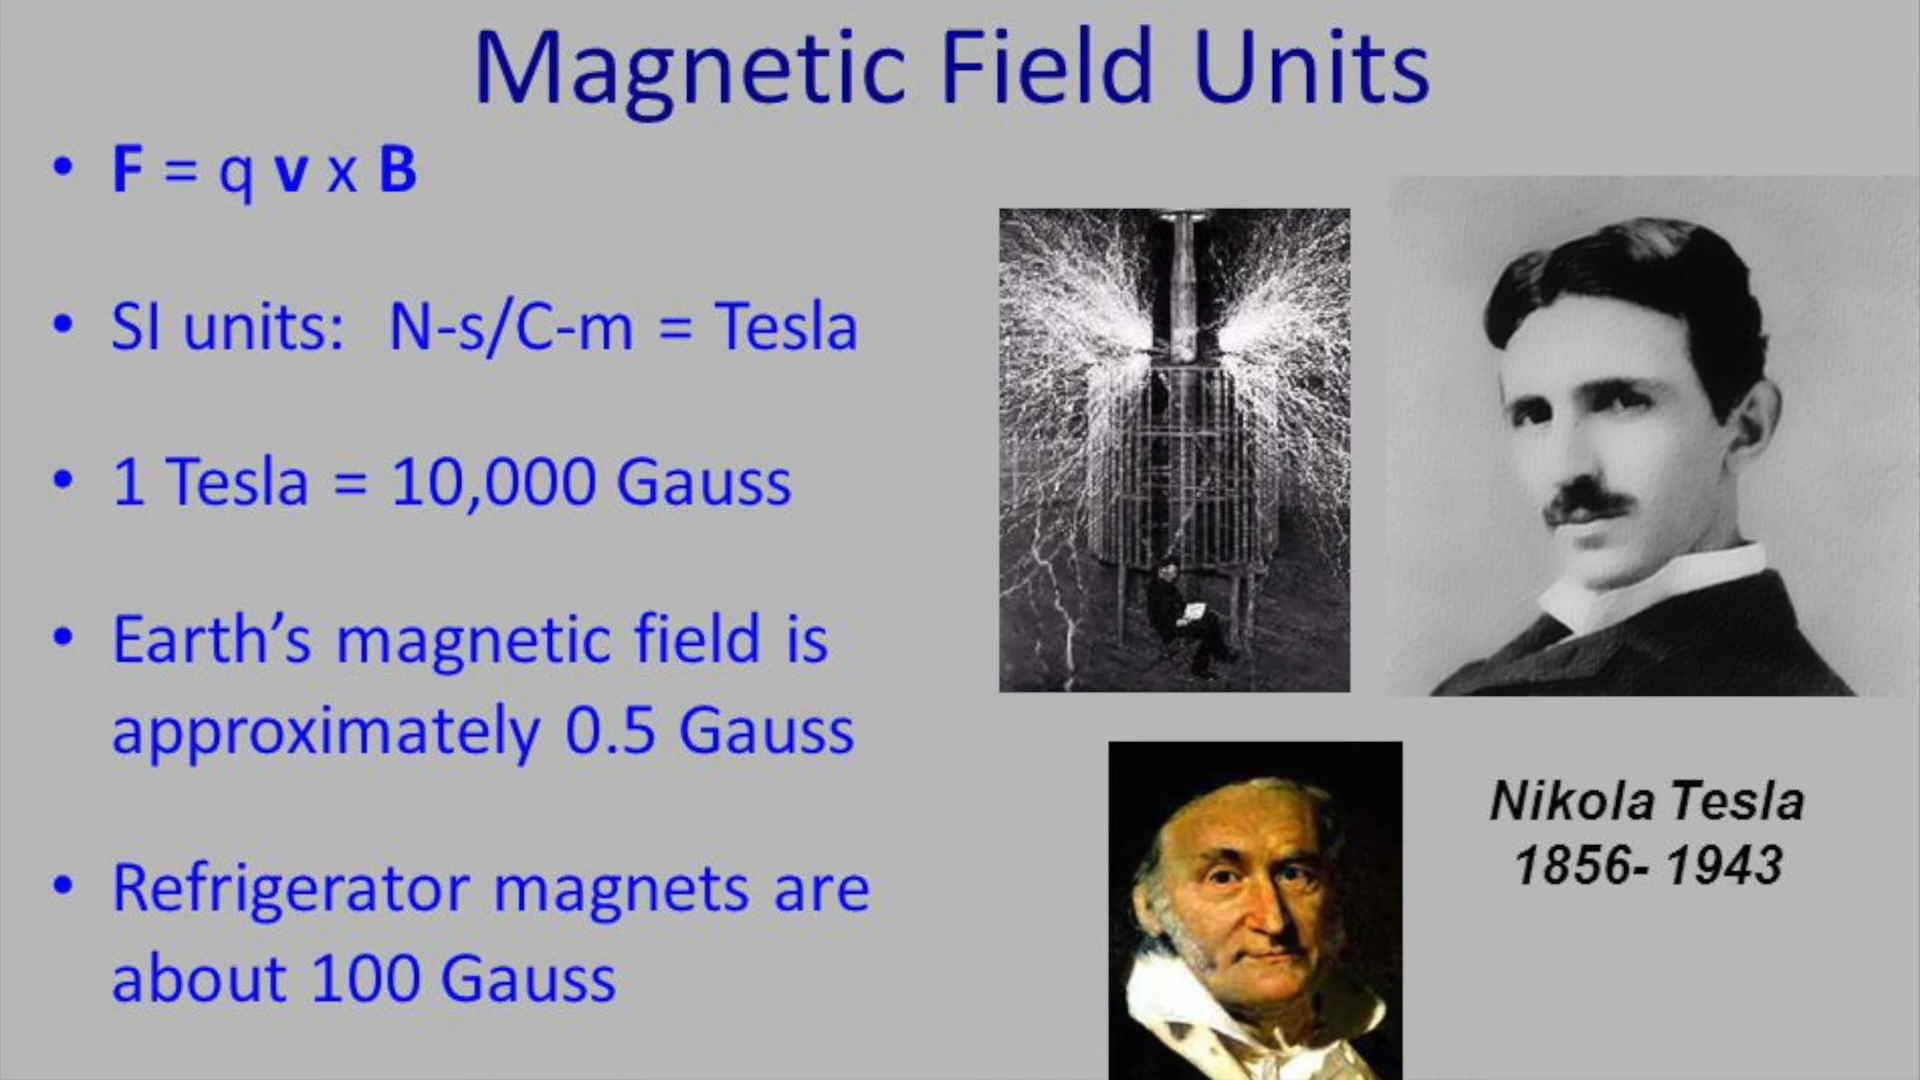 Magnetic Field Units
• F = q v x B
• SI units: N-s/C-m = Tesla
• 1 Tesla = 10,000 Gauss
• Earth’s magnetic field is
approximately 0.5 Gauss
• Refrigerator magnets are
about 100 Gauss
Nikola Tesla
1856- 1943